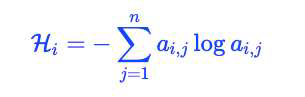 $\mathcal{H}_i = -\sum_{j=1}^{n} a_{i,j} \log a_{i,j}$